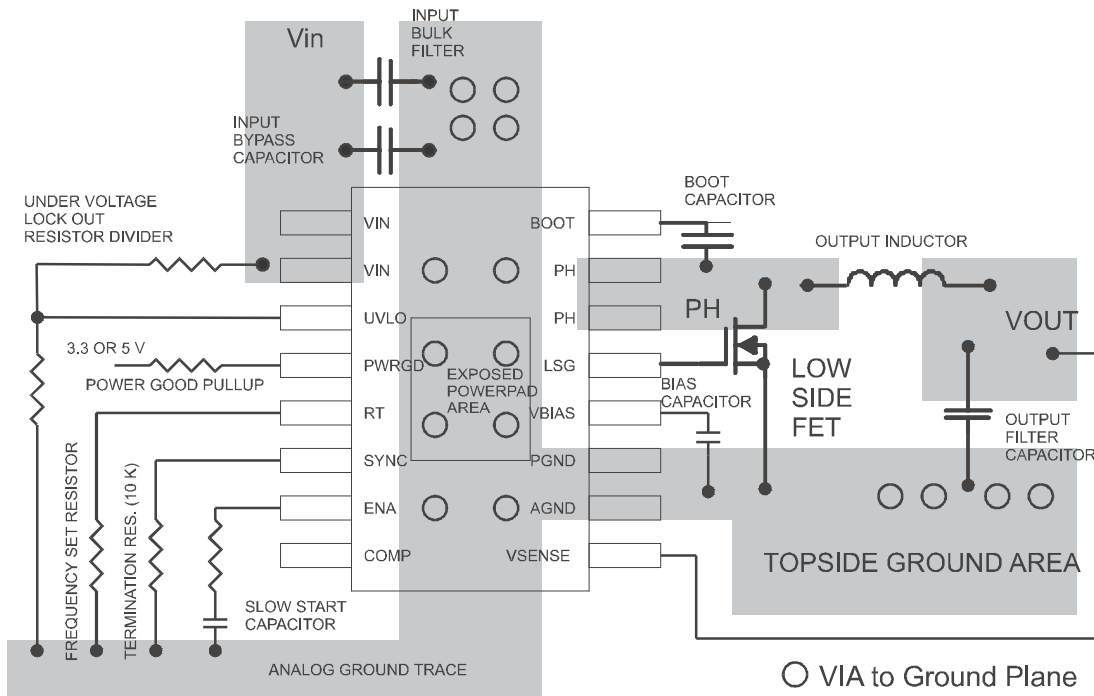 INPUT
BULK
FILTER
Vin
INPUT
BYPASS
CAPACITOR
BOOT
CAPACITOR
UNDER VOLTAGE
LOCK OUT
RESISTOR DIVIDER
OUTPUT INDUCTOR
VIN
BOOT
VIN
PH
UVLO
PH
PH
VOUT
3.3 OR 5 V
POWER GOOD PULLUP
PWRGD
LSG
EXPOSED
POWERPAD
AREA
BIAS
CAPACITOR
LOW
SIDE
FET
RT
VBIAS
OUTPUT
FILTER
CAPACITOR
SYNC
PGND
ENA
AGND
COMP
VSENSE
FREQUENCY SET RESISTOR
TERMINATION RES. (10 K)
SLOW START
CAPACITOR
TOPSIDE GROUND AREA
ANALOG GROUND TRACE
VIA to Ground Plane